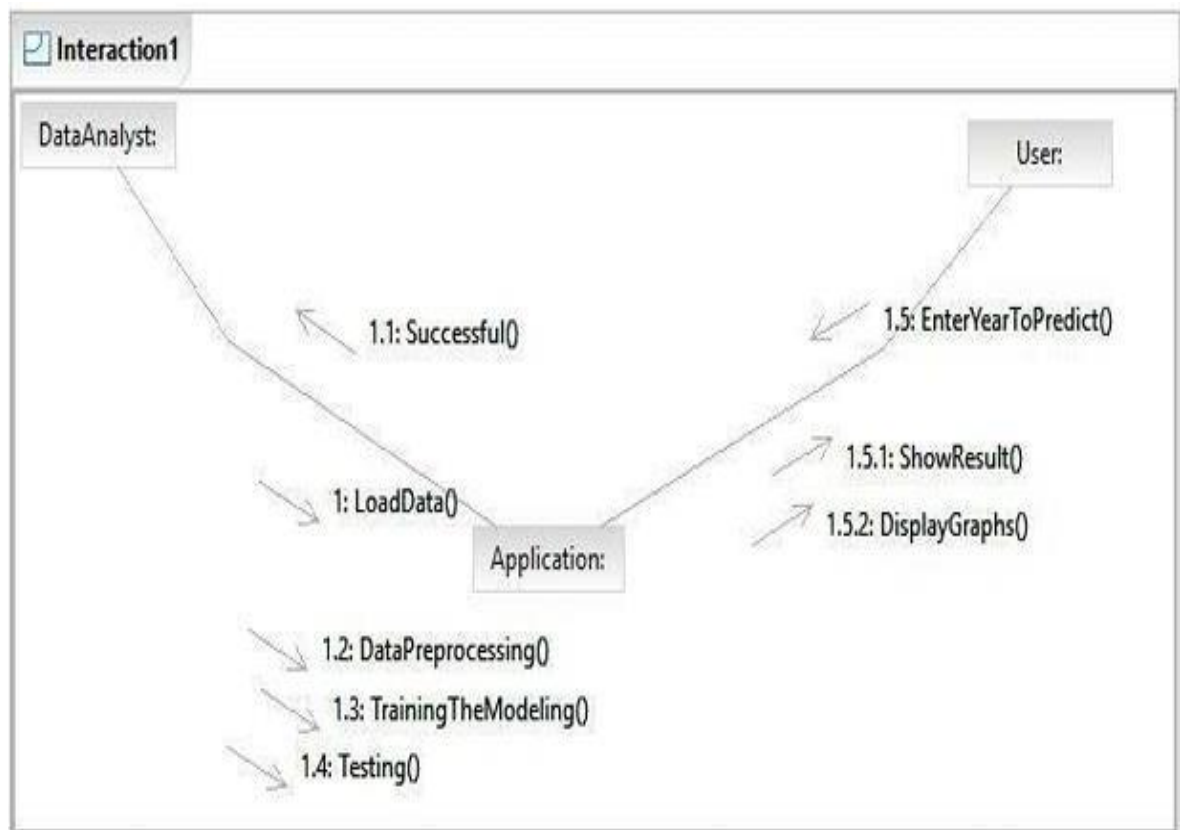 Interaction1
DataAnalyst:
User:
1.1: Successful()
1.5: EnterYearToPredict()
1.5.1: ShowResult()
1: LoadData()
1.5.2: DisplayGraphs()
Application:
1.2: DataPreprocessing()
1.3: TrainingTheModeling()
1.4: Testing()